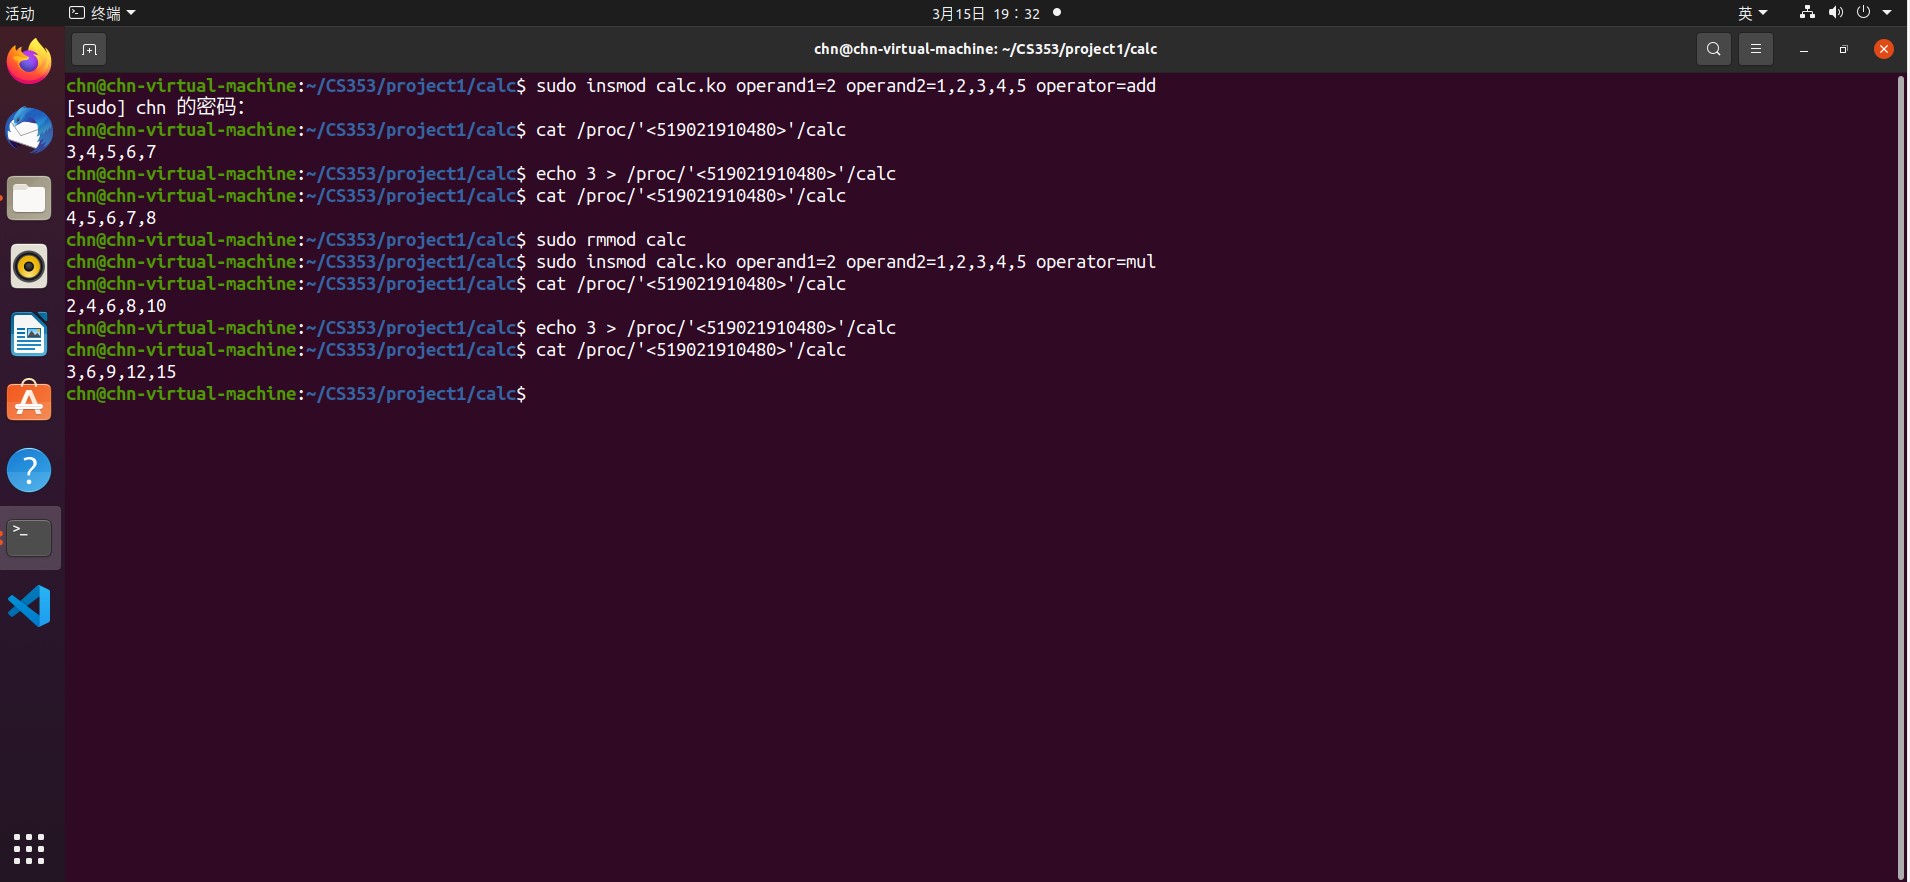 活动 终端 3月15日 19：32 英
chn@chn-virtual-machine: ~/CS353/project1/calc
chn@chn-virtual-machine:~/CS353/project1/calc$ sudo insmod calc.ko operand1=2 operand2=1,2,3,4,5 operator=add
[sudo] chn 的密码：
chn@chn-virtual-machine:~/CS353/project1/calc$ cat /proc/'<519021910480>'/calc
3,4,5,6,7
chn@chn-virtual-machine:~/CS353/project1/calc$ echo 3 > /proc/'<519021910480>'/calc
chn@chn-virtual-machine:~/CS353/project1/calc$ cat /proc/'<519021910480>'/calc
4,5,6,7,8
chn@chn-virtual-machine:~/CS353/project1/calc$ sudo rmmod calc
chn@chn-virtual-machine:~/CS353/project1/calc$ sudo insmod calc.ko operand1=2 operand2=1,2,3,4,5 operator=mul
chn@chn-virtual-machine:~/CS353/project1/calc$ cat /proc/'<519021910480>'/calc
2,4,6,8,10
chn@chn-virtual-machine:~/CS353/project1/calc$ echo 3 > /proc/'<519021910480>'/calc
chn@chn-virtual-machine:~/CS353/project1/calc$ cat /proc/'<519021910480>'/calc
3,6,9,12,15
chn@chn-virtual-machine:~/CS353/project1/calc$